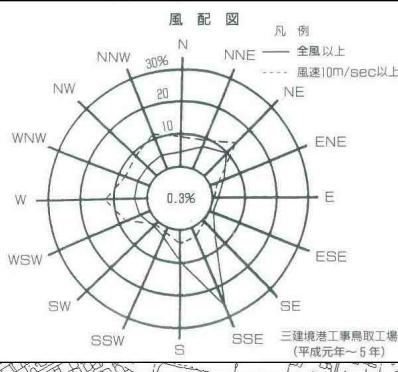 風配図
凡例
全風以上
風速10m/sec以上
N
NNE
NE
ENE
E
ESE
SE
SSE
S
SSW
SW
WSW
W
WNW
NW
NNW
30%
20
10
0.3%
三建境港工事鳥取工場
(平成元年～5年)